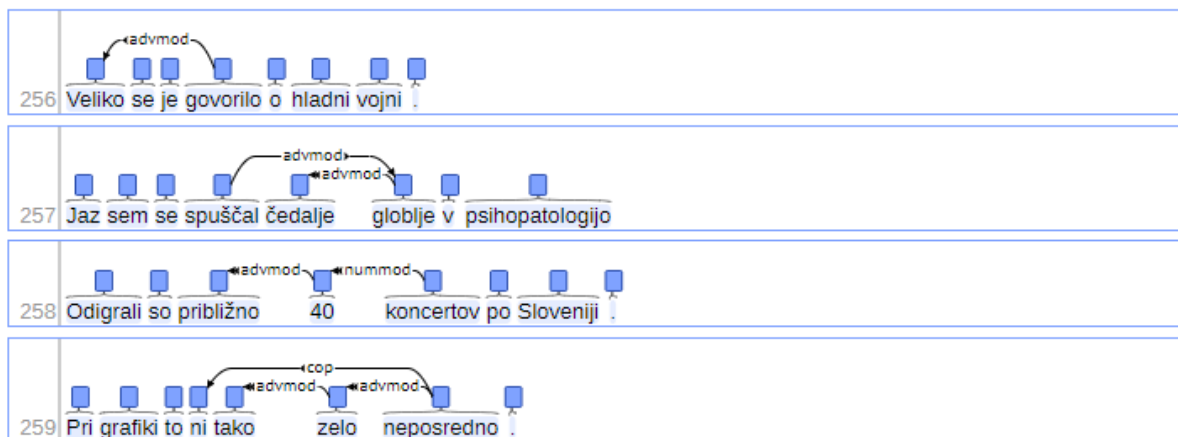 advmod
256 Veliko se je govorilo o hladni vojni .
advmod
advmod
257 Jaz sem se spuščal čedalje globlje v psihopatologijo
advmod nummod
258 Odigrali so približno 40 koncertov po Sloveniji .
cop
advmod advmod
259 Pri grafiki to ni tako zelo neposredno .